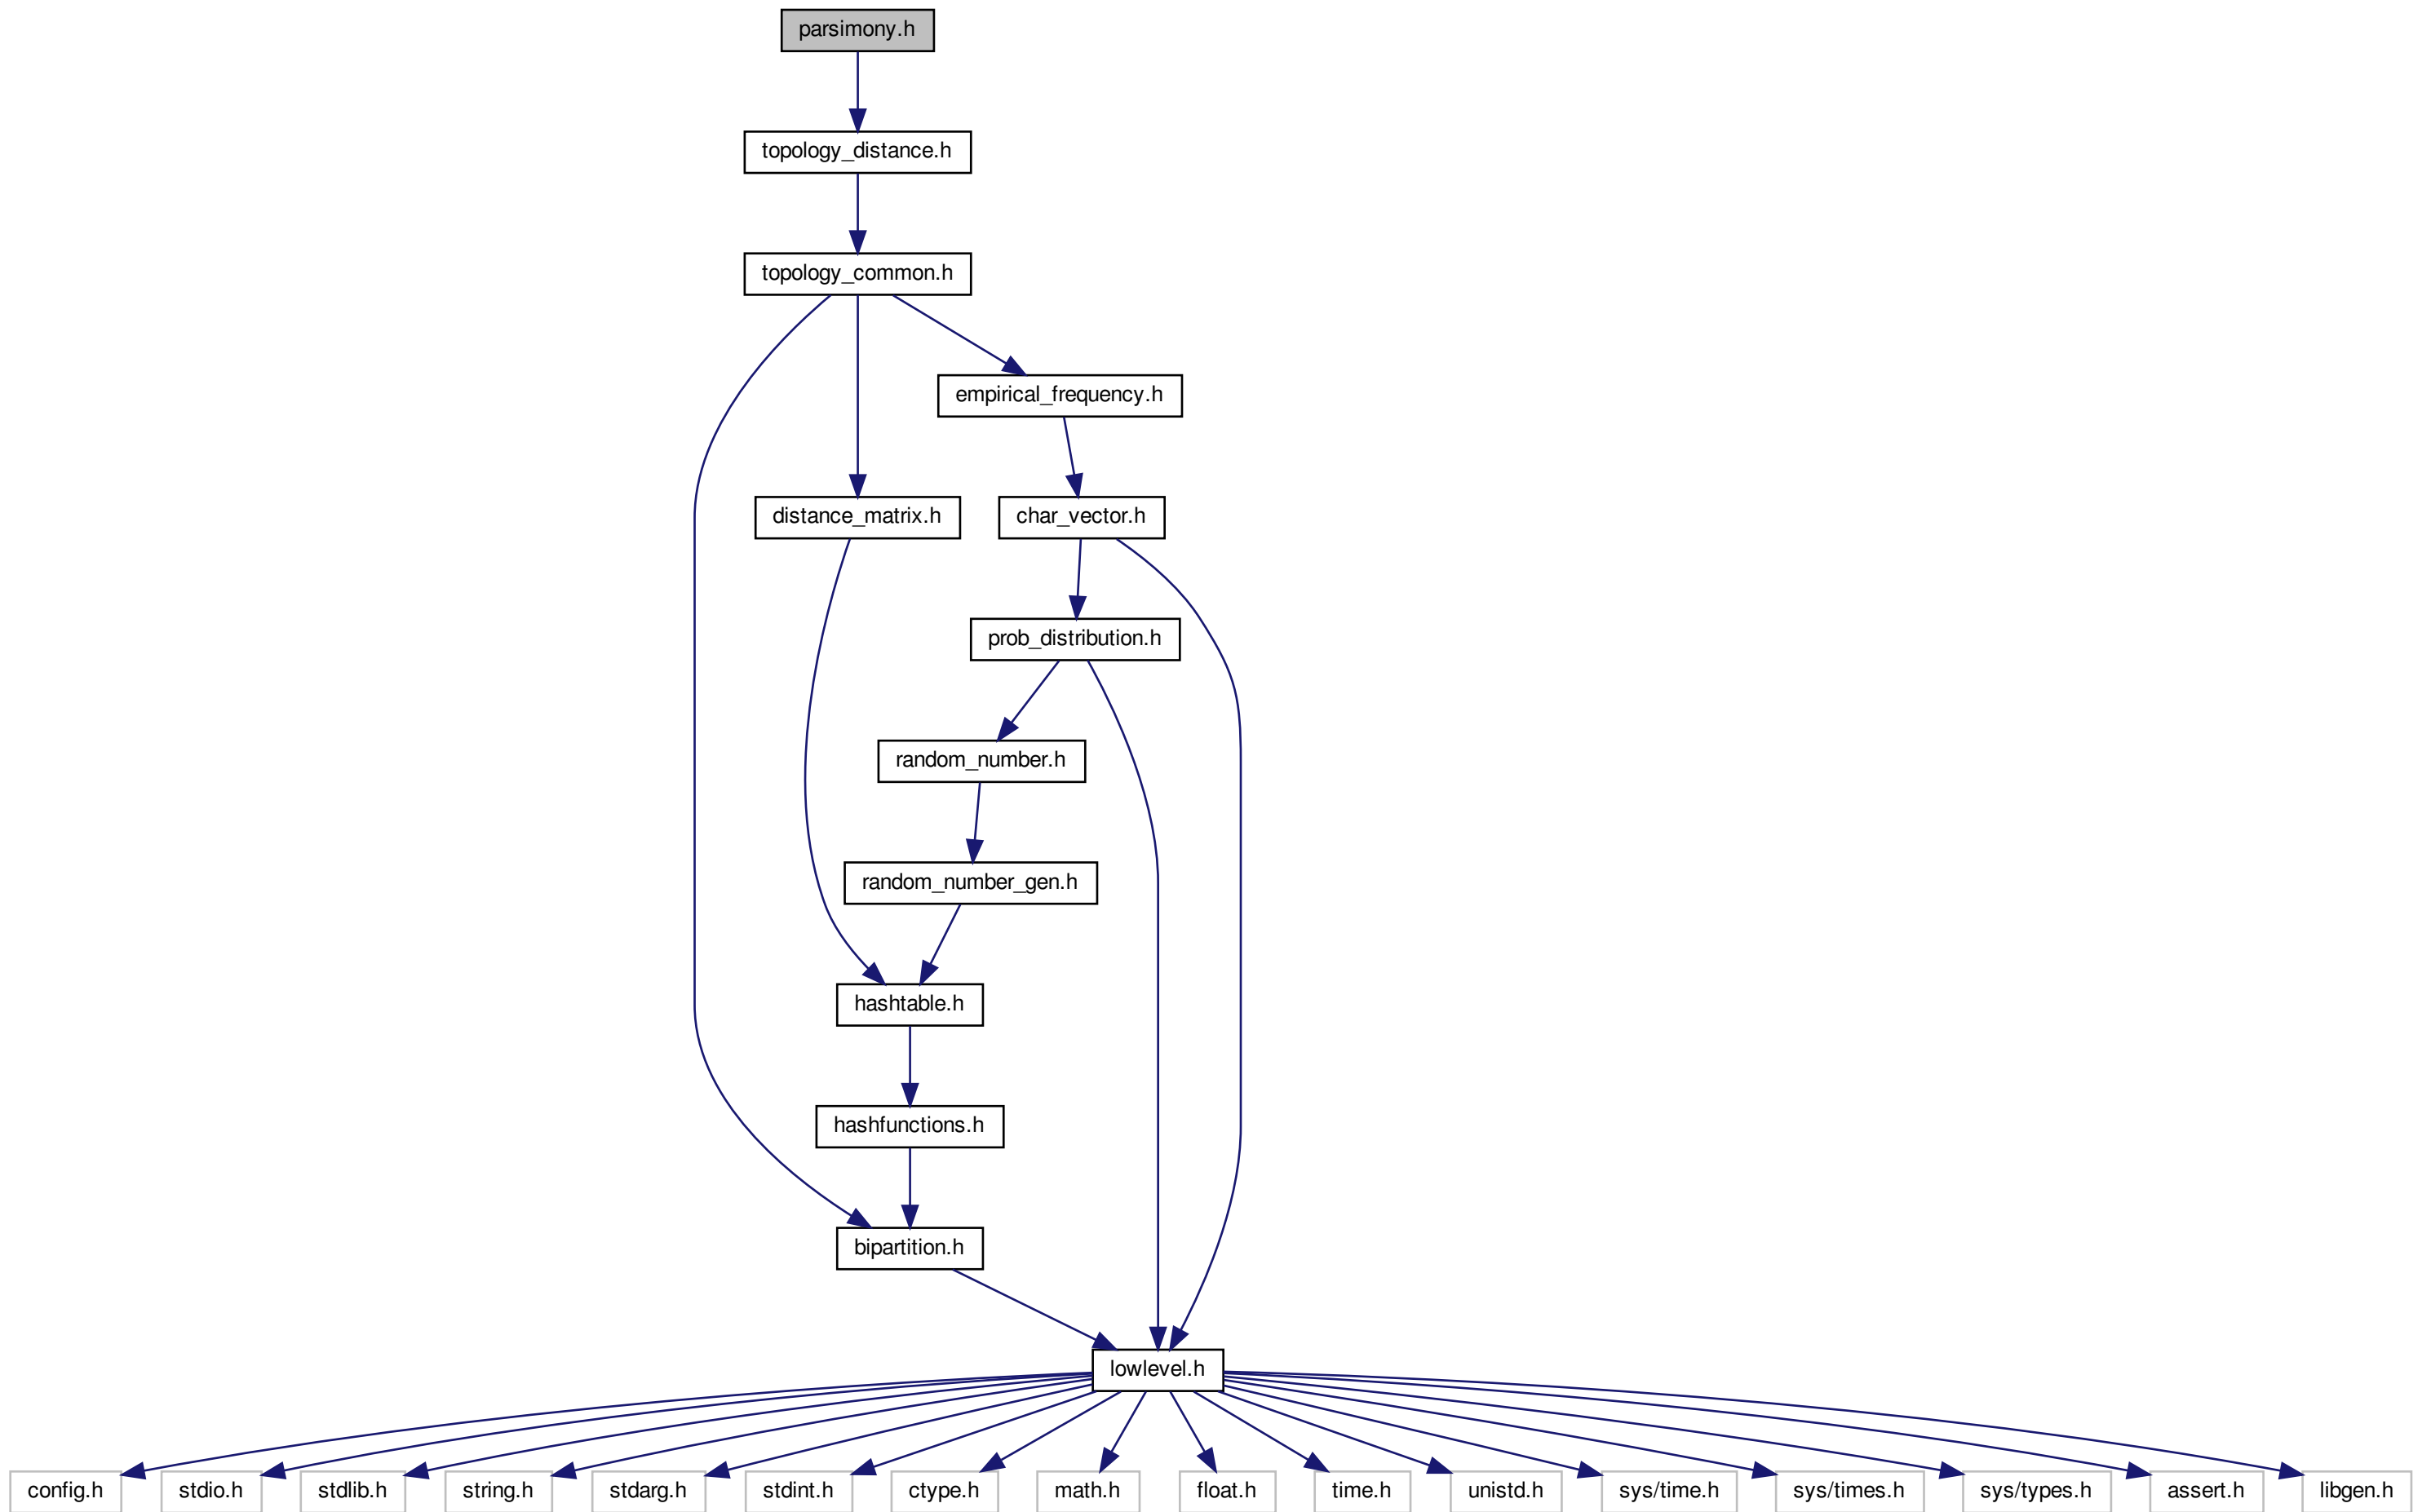 parsimony.h
topology_distance.h
topology_common.h
empirical_frequency.h
distance_matrix.h
char_vector.h
prob_distribution.h
random_number.h
random_number_gen.h
hashtable.h
hashfunctions.h
bipartition.h
lowlevel.h
config.h
stdio.h
stdlib.h
string.h
stdarg.h
stdint.h
ctype.h
math.h
float.h
time.h
unistd.h
sys/time.h
sys/times.h
sys/types.h
assert.h
libgen.h